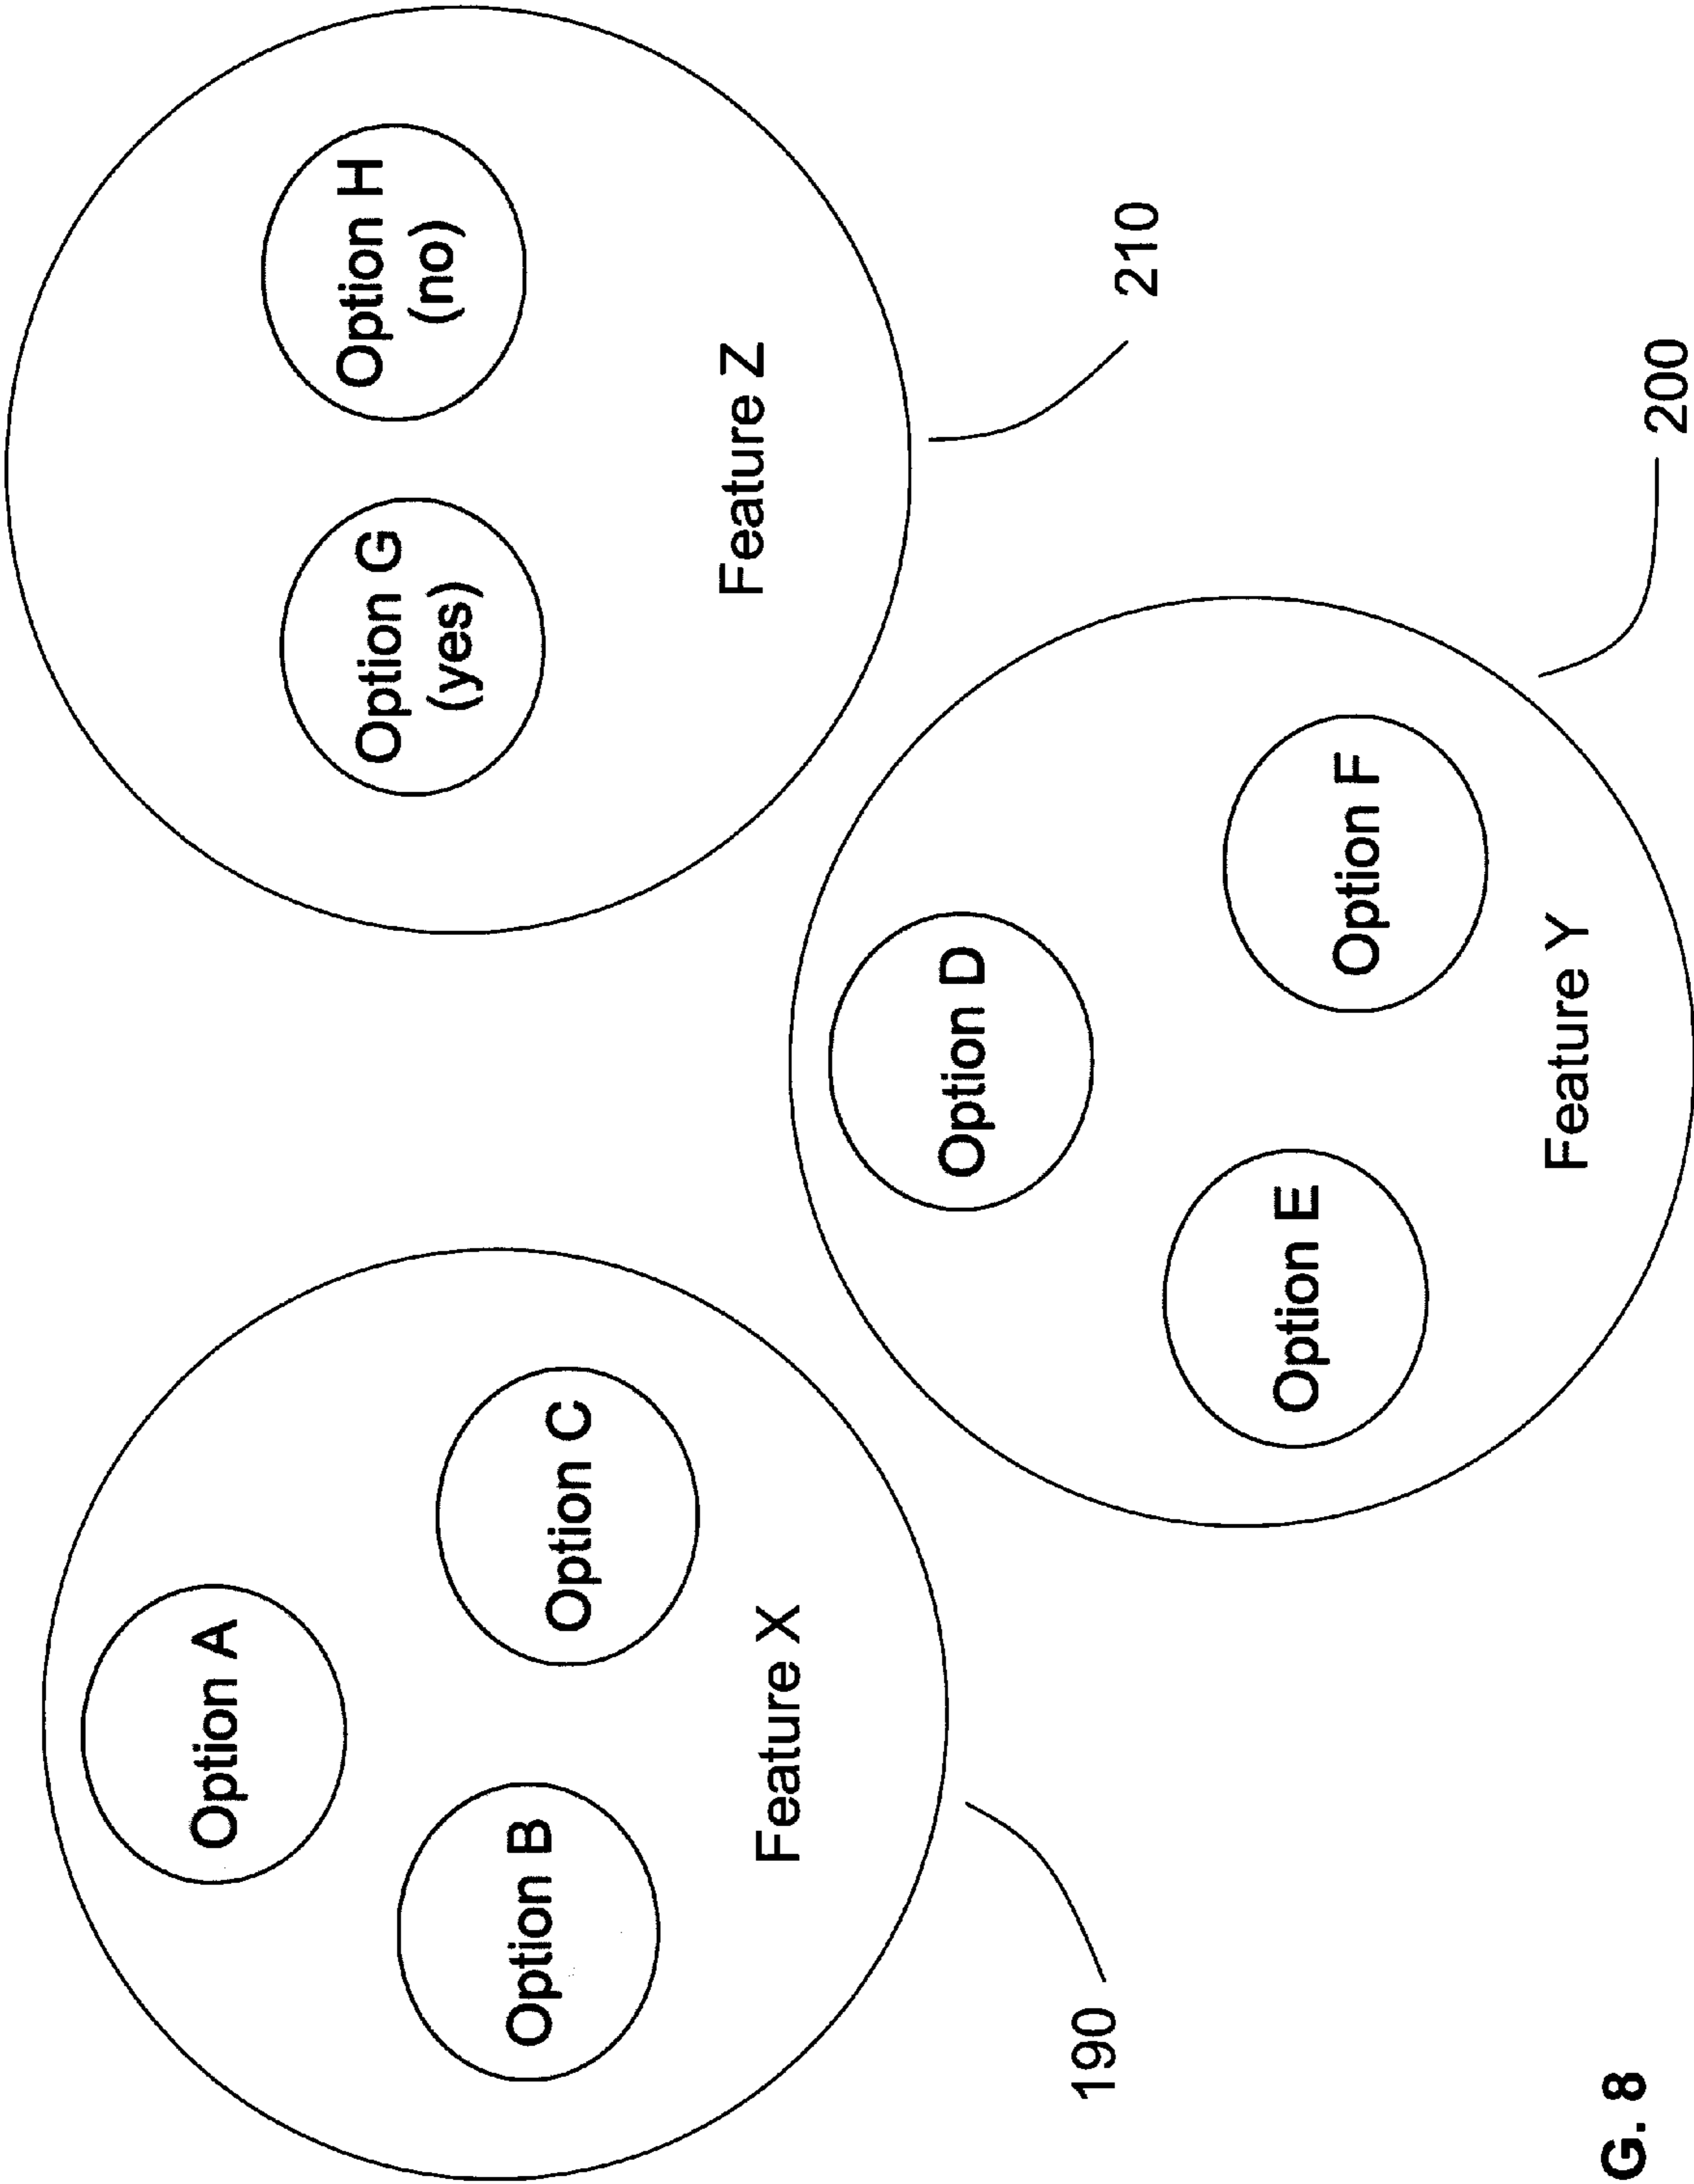 Option A
Option B
Option C
Feature X
190
Option D
Option E
Option F
Feature Y
200
Option G
(yes)
Option H
(no)
Feature Z
210
G. 8